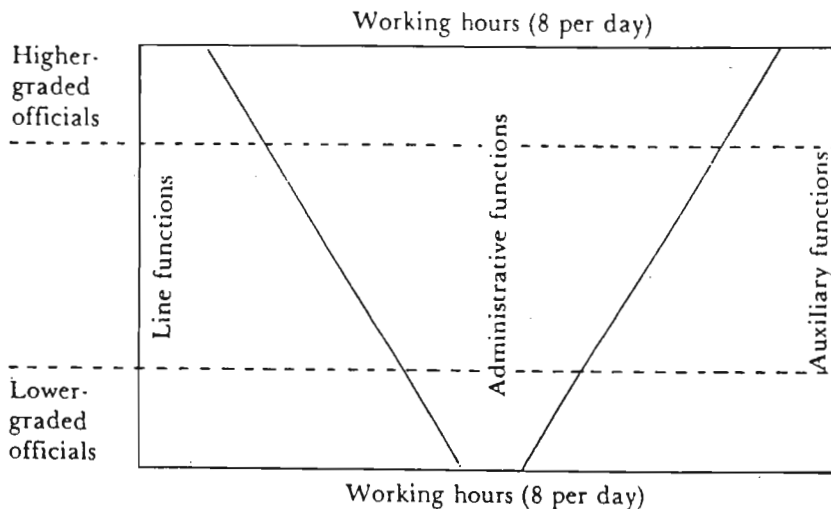 Working hours (8 per day)
Higher-
graded
officials
Line functions
Administrative functions
Auxiliary functions
Lower-
graded
officials
Working hours (8 per day)